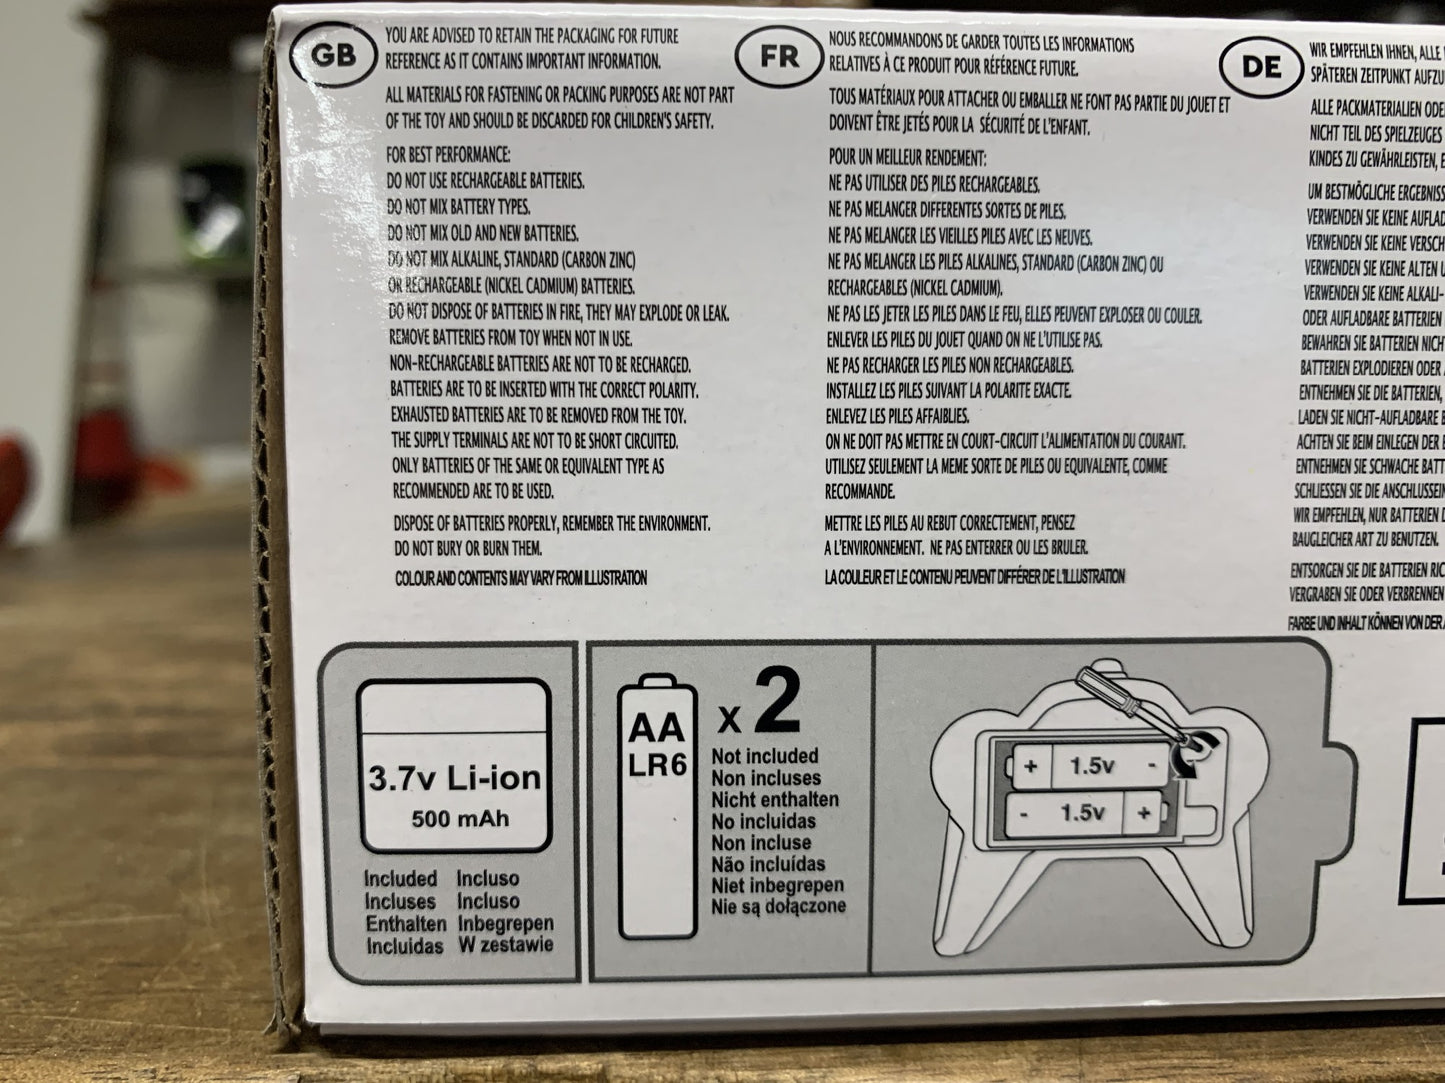 GB
YOU ARE ADVISED TO RETAIN THE PACKAGING FOR FUTURE
REFERENCE AS IT CONTAINS IMPORTANT INFORMATION.
ALL MATERIALS FOR FASTENING OR PACKING PURPOSES ARE NOT PART
OF THE TOY AND SHOULD BE DISCARDED FOR CHILDREN'S SAFETY.
FOR BEST PERFORMANCE:
DO NOT USE RECHARGEABLE BATTERIES.
DO NOT MIX BATTERY TYPES.
DO NOT MIX OLD AND NEW BATTERIES.
DO NOT MIX ALKALINE, STANDARD (CARBON ZINC)
OR RECHARGEABLE (NICKEL CADMIUM) BATTERIES.
DO NOT DISPOSE OF BATTERIES IN FIRE, THEY MAY EXPLODE OR LEAK.
REMOVE BATTERIES FROM TOY WHEN NOT IN USE.
NON-RECHARGEABLE BATTERIES ARE NOT TO BE RECHARGED.
BATTERIES ARE TO BE INSERTED WITH THE CORRECT POLARITY.
EXHAUSTED BATTERIES ARE TO BE REMOVED FROM THE TOY.
THE SUPPLY TERMINALS ARE NOT TO BE SHORT CIRCUITED.
ONLY BATTERIES OF THE SAME OR EQUIVALENT TYPE AS
RECOMMENDED ARE TO BE USED.
DISPOSE OF BATTERIES PROPERLY, REMEMBER THE ENVIRONMENT.
DO NOT BURY OR BURN THEM.
COLOUR AND CONTENTS MAY VARY FROM ILLUSTRATION
FR
NOUS RECOMMANDONS DE GARDER TOUTES LES INFORMATIONS
RELATIVES À CE PRODUIT POUR RÉFÉRENCE FUTURE.
TOUS MATÉRIAUX POUR ATTACHER OU EMBALLER NE FONT PAS PARTIE DU JOUET ET
DOIVENT ÊTRE JETÉS POUR LA SÉCURITÉ DE L'ENFANT.
POUR UN MEILLEUR RENDEMENT:
NE PAS UTILISER DES PILES RECHARGEABLES.
NE PAS MELANGER DIFFERENTES SORTES DE PILES.
NE PAS MELANGER LES VIEILLES PILES AVEC LES NEUVES.
NE PAS MELANGER LES PILES ALKALINES, STANDARD (CARBON ZINC) OU
RECHARGEABLES (NICKEL CADMIUM).
NE PAS LES JETER LES PILES DANS LE FEU, ELLES PEUVENT EXPLOSER OU COULER.
ENLEVER LES PILES DU JOUET QUAND ON NE L'UTILISE PAS.
NE PAS RECHARGER LES PILES NON RECHARGEABLES.
INSTALLEZ LES PILES SUIVANT LA POLARITE EXACTE.
ENLEVEZ LES PILES AFFAIBLIES.
ON NE DOIT PAS METTRE EN COURT-CIRCUIT L'ALIMENTATION DU COURANT.
UTILISEZ SEULEMENT LA MEME SORTE DE PILES OU EQUIVALENTE, COMME
RECOMMANDE.
METTRE LES PILES AU REBUT CORRECTEMENT, PENSEZ
A L'ENVIRONNEMENT. NE PAS ENTERRER OU LES BRULER.
LA COULEUR ET LE CONTENU PEUVENT DIFFÉRER DE L'ILLUSTRATION
DE
WIR EMPFEHLEN IHNEN, ALLE
SPÄTEREN ZEITPUNKT
ALLE PACKMATERIALIEN
NICHT TEIL DES SPIELZEUGES
KINDES ZU GEWÄHRLEISTEN,
UM BESTMÖGLICHE
VERWENDEN SIE KEINE
VERWENDEN SIE KEINE
VERWENDEN SIE KEINE ALTEN
VERWENDEN SIE KEINE ALKALI-
ODER AUFLADBARE BATTERIEN
BEWAHREN SIE BATTERIEN
BATTERIEN EXPLODIEREN ODER
ENTNEHMEN SIE DIE BATTERIEN,
LADEN SIE NICHT-AUFLADBARE
ACHTEN SIE BEIM EINLEGEN DER
ENTNEHMEN SIE SCHWACHE
SCHLIESSEN SIE DIE
WIR EMPFEHLEN, NUR BATTERIEN
BAUGLEICHER ART ZU BENUTZEN.
ENTSORGEN SIE DIE BATTERIEN
VERGRABEN SIE ODER VERBRENNEN
FARBE UND INHALT KÖNNEN VON DER
3.7v Li-ion
500 mAh
Included Incluso
Incluses Incluso
Enthalten Inbegrepen
Incluidas W zestawie
AA
LR6
x 2
Not included
Non incluses
Nicht enthalten
No incluidas
Non incluse
Não incluídas
Niet inbegrepen
Nie są dołączone
+ 1.5v -
- 1.5v +